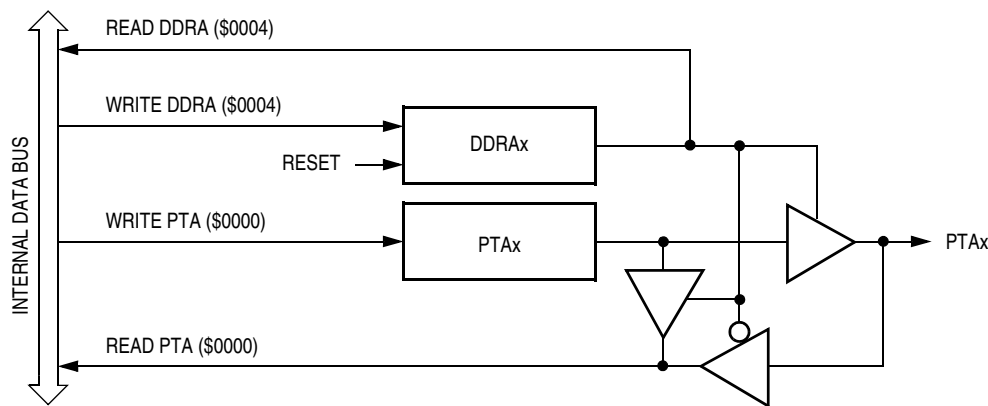 READ DDRA ($0004)
WRITE DDRA ($0004)
DDRAx
RESET
WRITE PTA ($0000)
PTAx
PTAx
READ PTA ($0000)
INTERNAL DATA BUS